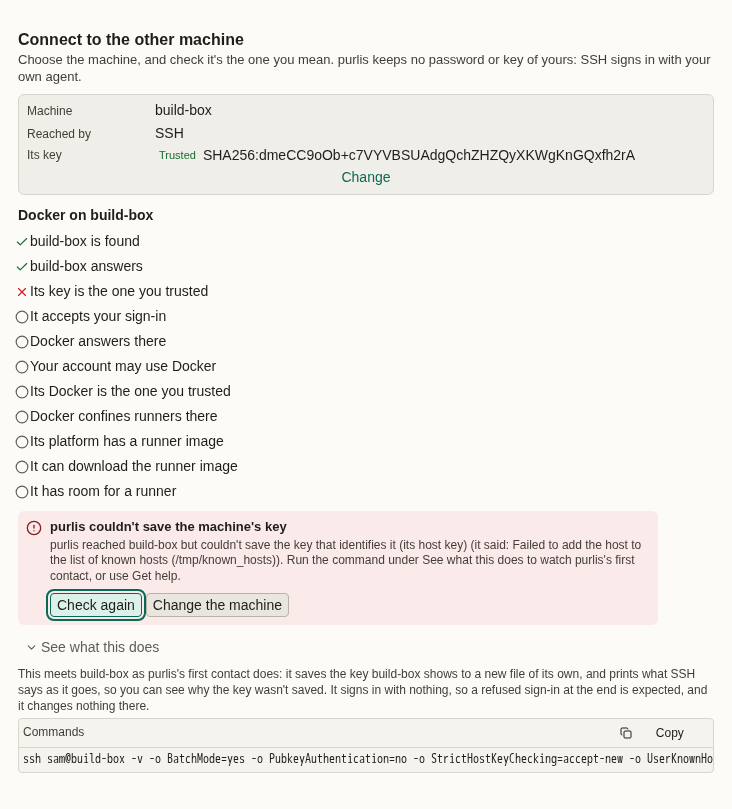 Connect to the other machine
Choose the machine, and check it's the one you mean. purlis keeps no password or key of yours: SSH signs in with your
own agent.
Machine build-box
Reached by SSH
Its key Trusted SHA256:dmeCC9oOb+c7VYVBSUAdgQchZHZQyXKWgKnGQxfh2rA
Change
Docker on build-box
build-box is found
build-box answers
Its key is the one you trusted
It accepts your sign-in
Docker answers there
Your account may use Docker
Its Docker is the one you trusted
Docker confines runners there
Its platform has a runner image
It can download the runner image
It has room for a runner
purlis couldn't save the machine's key
purlis reached build-box but couldn't save the key that identifies it (its host key) (it said: Failed to add the host to
the list of known hosts (/tmp/known_hosts)). Run the command under See what this does to watch purlis's first
contact, or use Get help.
Check again Change the machine
See what this does
This meets build-box as purlis's first contact does: it saves the key build-box shows to a new file of its own, and prints what SSH
says as it goes, so you can see why the key wasn't saved. It signs in with nothing, so a refused sign-in at the end is expected, and
it changes nothing there.
Commands Copy
ssh sam@build-box -v -o BatchMode=yes -o PubkeyAuthentication=no -o StrictHostKeyChecking=accept-new -o UserKnownHo